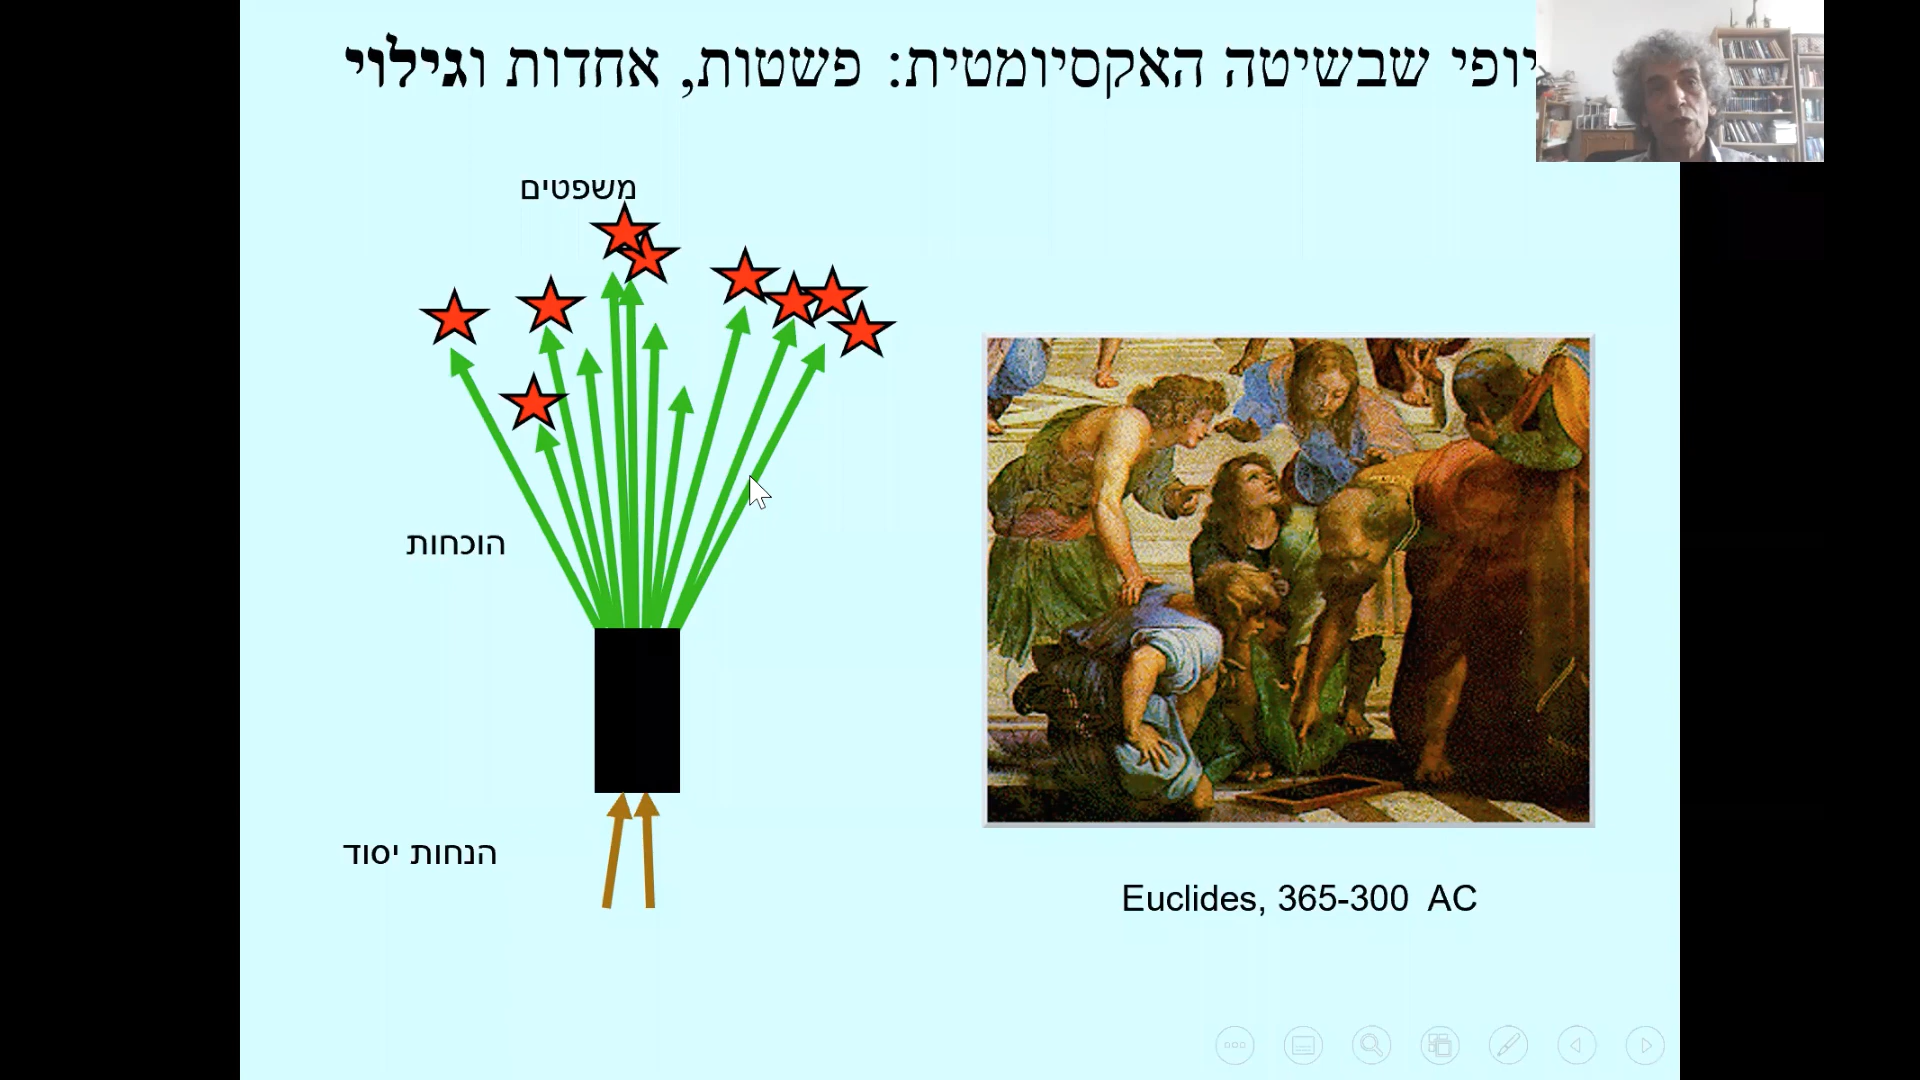 יופי שבשיטה האקסיומטית: פשטות, אחדות וגילוי
משפטים
הוכחות
הנחות יסוד
Euclides, 365-300 AC